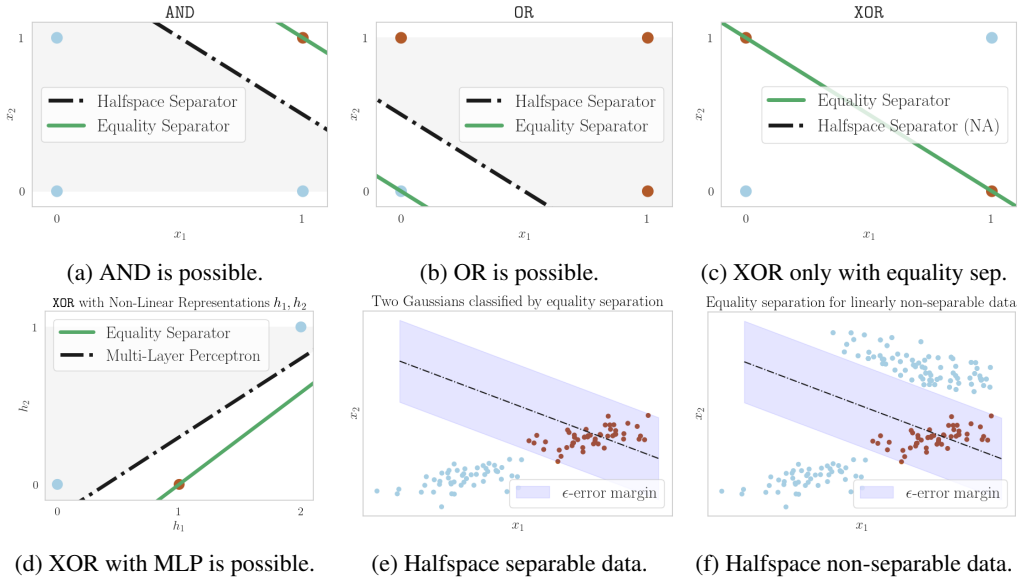 AND
1
0
x₂
Halfspace Separator
Equality Separator
0
1
x₁
(a) AND is possible.
OR
1
0
x₂
Halfspace Separator
Equality Separator
0
1
x₁
(b) OR is possible.
XOR
1
0
x₂
Equality Separator
Halfspace Separator (NA)
0
1
x₁
(c) XOR only with equality sep.
XOR with Non-Linear Representations h₁, h₂
1
0
h₂
Equality Separator
Multi-Layer Perceptron
0
1
2
h₁
(d) XOR with MLP is possible.
Two Gaussians classified by equality separation
x₂
ϵ-error margin
x₁
(e) Halfspace separable data.
Equality separation for linearly non-separable data
x₂
ϵ-error margin
x₁
(f) Halfspace non-separable data.